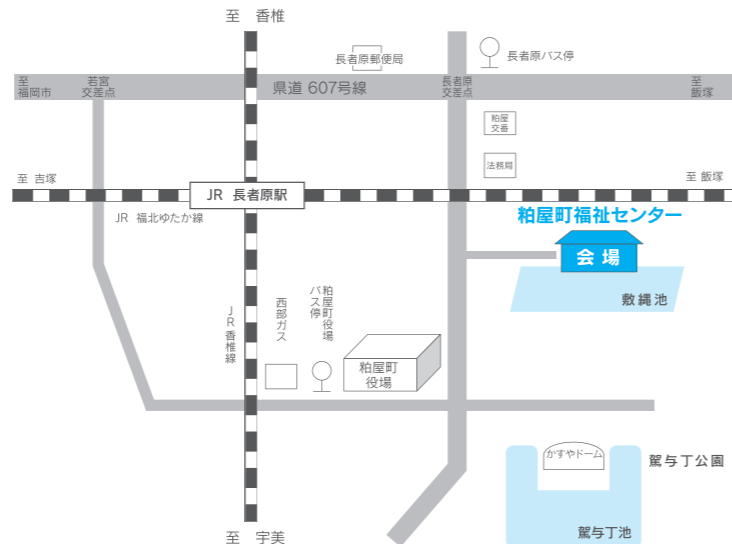 至 香椎
長者原郵便局
長者原バス停
至
福岡市
若宮
交差点
県道 607号線
長者原
交差点
至
飯塚
粕屋
交番
法務局
至 吉塚
JR 長者原駅
至 飯塚
JR 福北ゆたか線
粕屋町福祉センター
会場
敷縄池
JR香椎線
西部ガス
粕屋町役場
バス停
粕屋町
役場
かすやドーム
駕与丁公園
駕与丁池
至 宇美